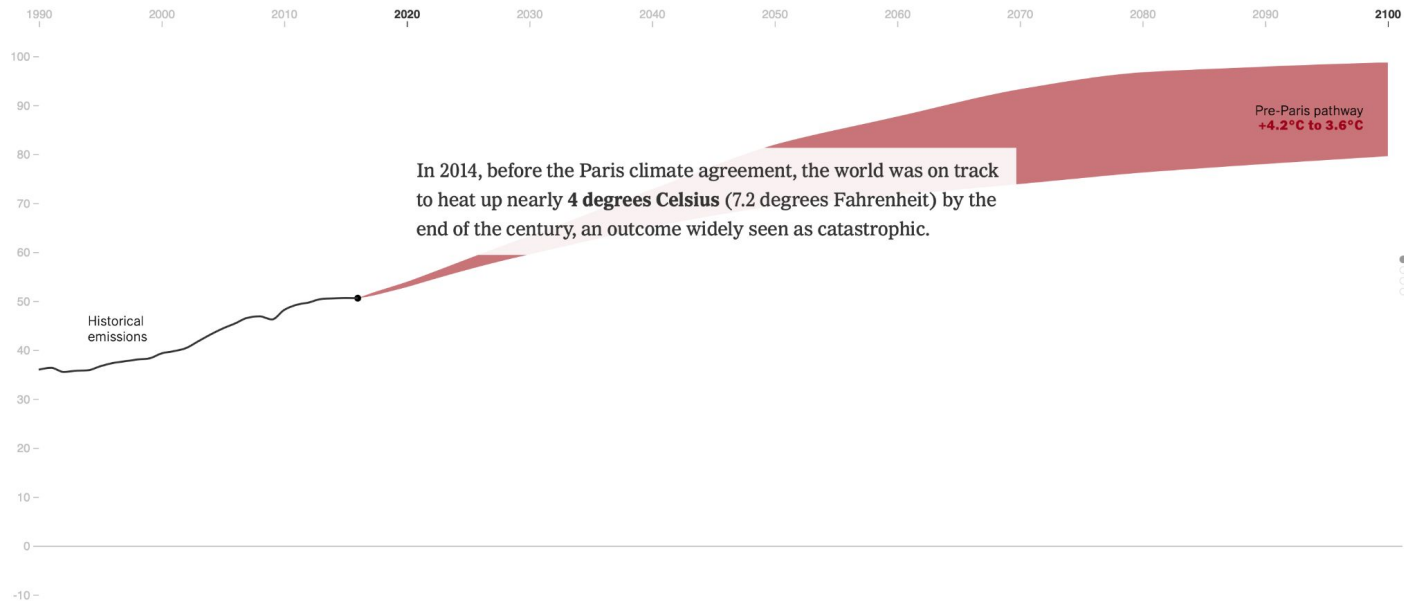 1990 2000 2010 2020 2030 2040 2050 2060 2070 2080 2090 2100
100
90
Pre-Paris pathway
+4.2°C to 3.6°C
80
In 2014, before the Paris climate agreement, the world was on track
to heat up nearly 4 degrees Celsius (7.2 degrees Fahrenheit) by the
end of the century, an outcome widely seen as catastrophic.
70
60
50
Historical
emissions
40
30
20
10
0
-10